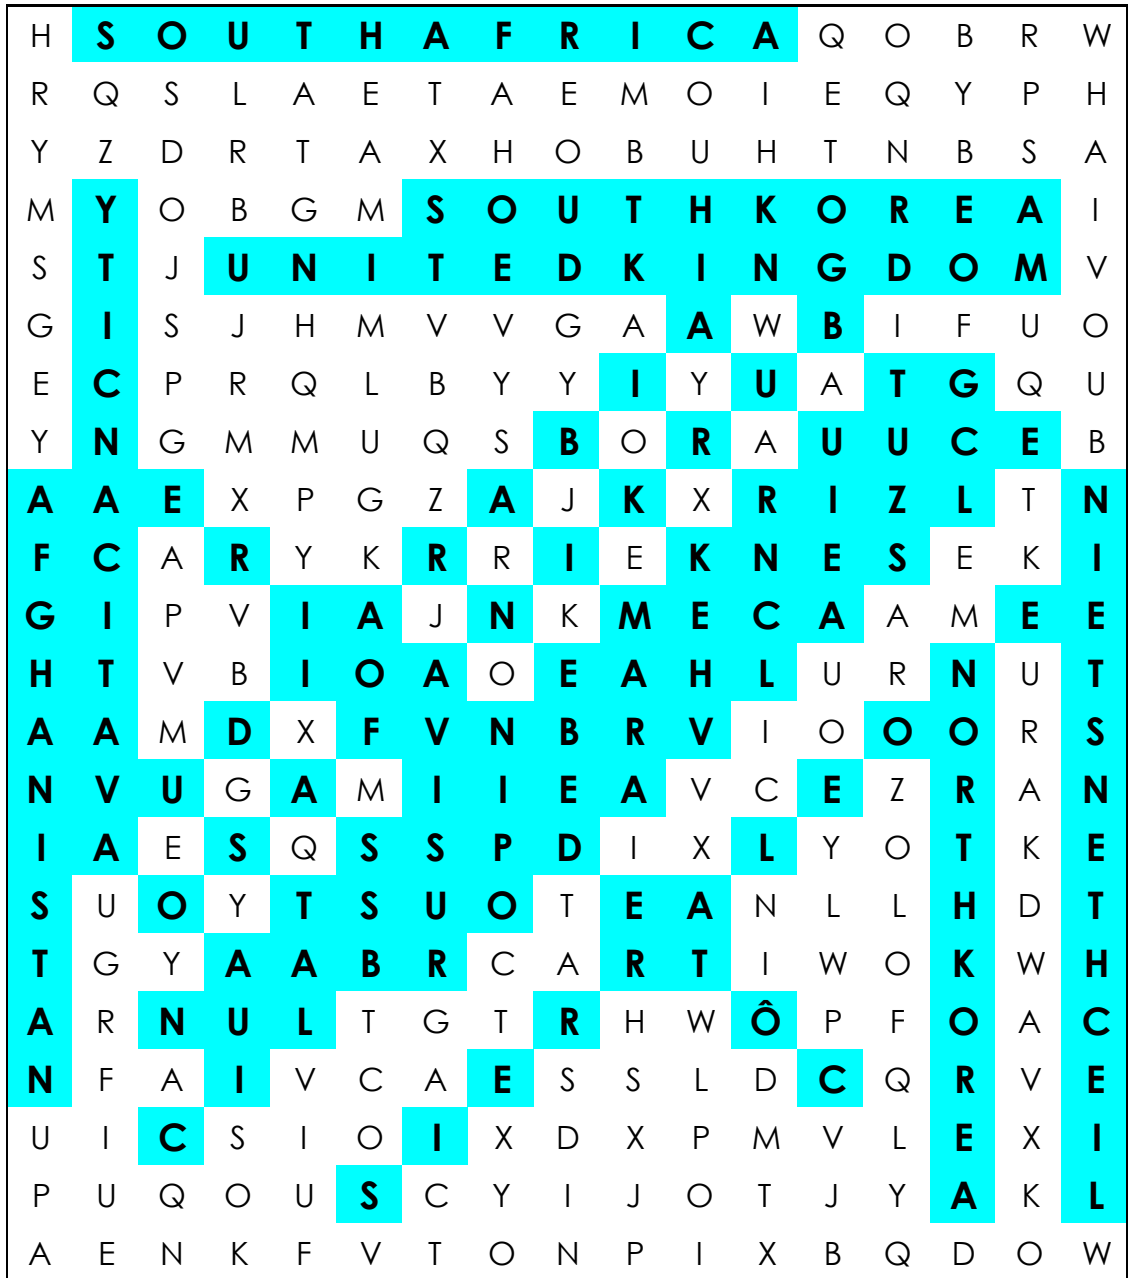 H S O U T H A F R I C A Q O B R W
R Q S L A E T A E M O I E Q Y P H
Y Z D R T A X H O B U H T N B S A
M Y O B G M S O U T H K O R E A I
S T J U N I T E D K I N G D O M V
G I S J H M V V G A A W B I F U O
E C P R Q L B Y Y I Y U A T G Q U
Y N G M M U Q S B O R A U U C E B
A A E X P G Z A J K X R I Z L T N
F C A R Y K R R I E K N E S E K I
G I P V I A J N K M E C A A M E E
H T V B I O A O E A H L U R N U T
A A M D X F V N B R V I O O O R S
N V U G A M I I E A V C E Z R A N
I A E S Q S S P D I X L Y O T K E
S U O Y T S U O T E A N L L H D T
T G Y A A B R C A R T I W O K W H
A R N U L T G T R H W Ô P F O A C
N F A I V C A E S S L D C Q R V E
U I C S I O I X D X P M V L E X I
P U Q O U S C Y I J O T J Y A K L
A E N K F V T O N P I X B Q D O W